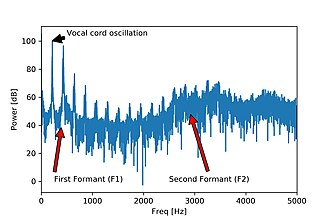 Vocal cord oscillation
100
80
60
40
20
0
Power [dB]
First Formant (F1) Second Formant (F2)
0 1000 2000 3000 4000 5000
Freq [Hz]